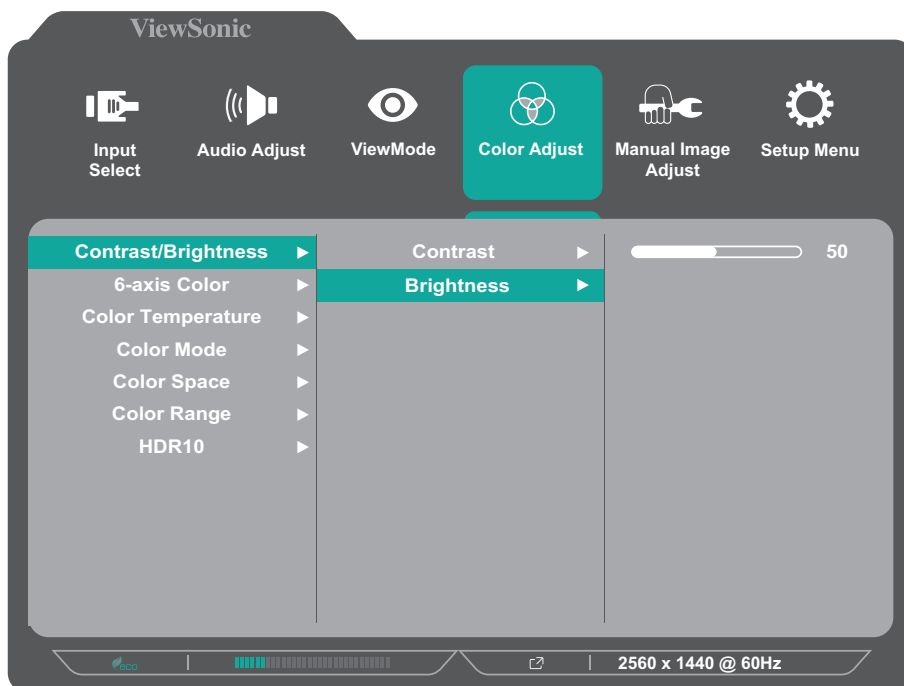 ViewSonic
Input Select
Audio Adjust
ViewMode
Color Adjust
Manual Image Adjust
Setup Menu
Contrast/Brightness
Contrast
50
6-axis Color
Brightness
Color Temperature
Color Mode
Color Space
Color Range
HDR10
eco
2560 x 1440 @ 60Hz